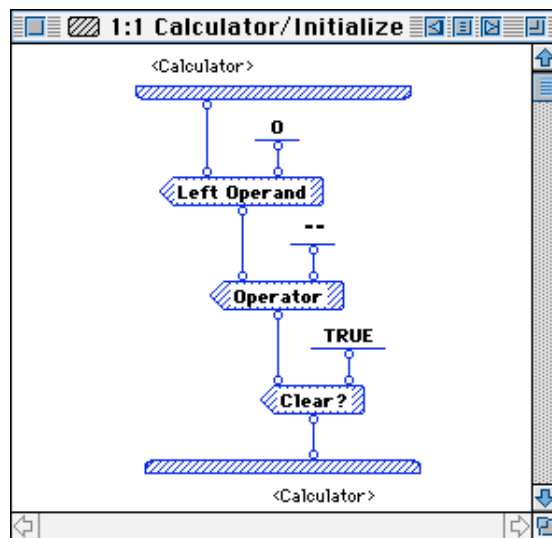 1:1 Calculator/Initialize
<Calculator>
0
Left Operand
--
Operator
TRUE
Clear?
<Calculator>